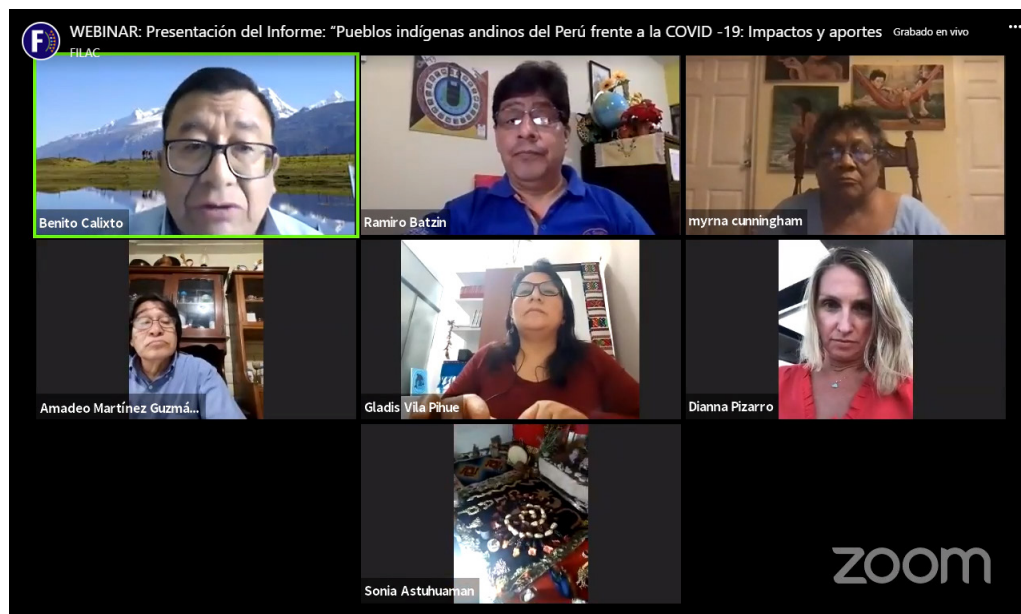 F
WEBINAR: Presentación del Informe: "Pueblos indígenas andinos del Perú frente a la COVID -19: Impactos y aportes
Grabado en vivo
FILAC
Benito Calixto
Ramiro Batzin
myrna cunningham
Amadeo Martínez Guzmá...
Gladis Vila Pihue
Dianna Pizarro
Sonia Astuhuaman
zoom